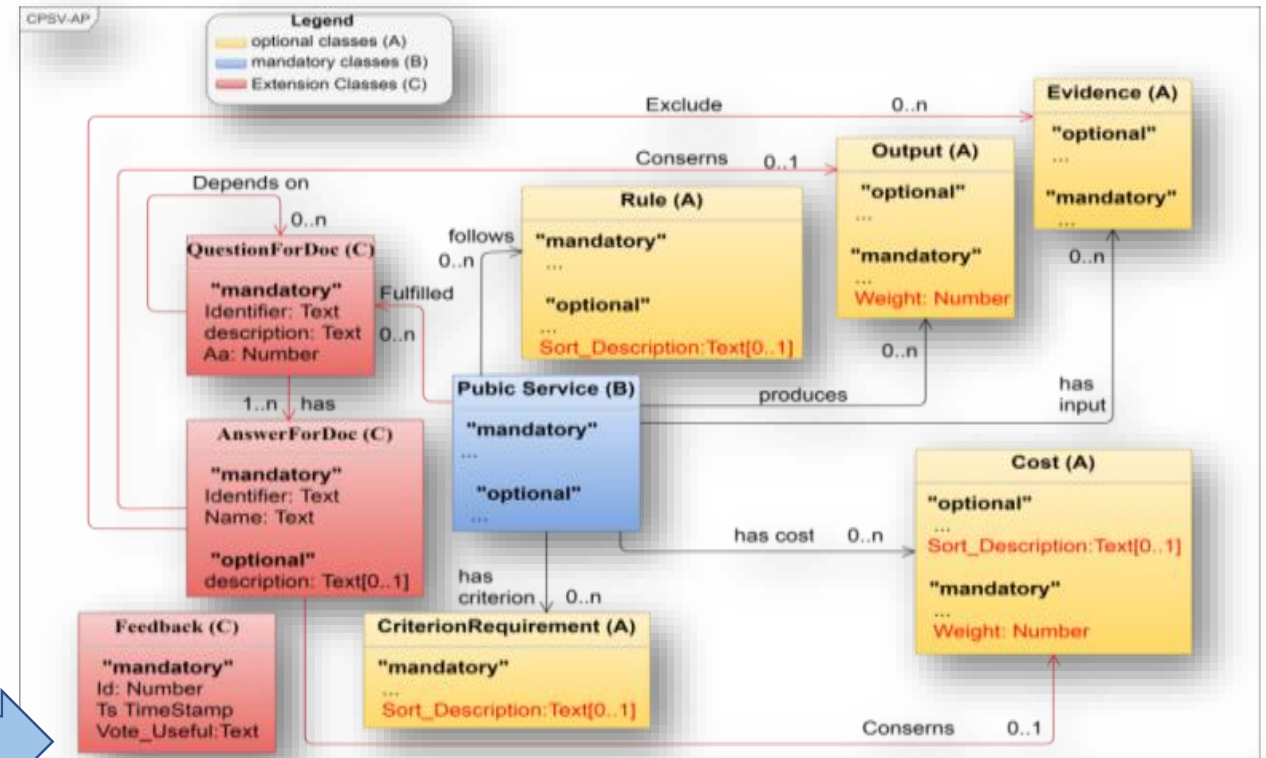 CPSV-AP
Legend
optional classes (A)
mandatory classes (B)
Extension Classes (C)
Exclude
0..n
Evidence (A)
"optional"
...
"mandatory"
...
Conserns
0..1
Output (A)
"optional"
...
"mandatory"
...
Weight: Number
Depends on
0..n
Rule (A)
"mandatory"
...
"optional"
...
Sort_Description:Text[0..1]
follows
0..n
QuestionForDoc (C)
"mandatory"
Identifier: Text
description: Text
Aa: Number
Fulfilled
0..n
0..n
0..n
Pubic Service (B)
"mandatory"
...
"optional"
...
produces
has
input
1..n has
AnswerForDoc (C)
"mandatory"
Identifier: Text
Name: Text
"optional"
description: Text[0..1]
Cost (A)
"optional"
...
Sort_Description:Text[0..1]
"mandatory"
...
Weight: Number
has cost 0..n
has
criterion 0..n
Feedback (C)
"mandatory"
Id: Number
Ts TimeStamp
Vote_Useful:Text
CriterionRequirement (A)
"mandatory"
...
Sort_Description:Text[0..1]
Conserns 0..1